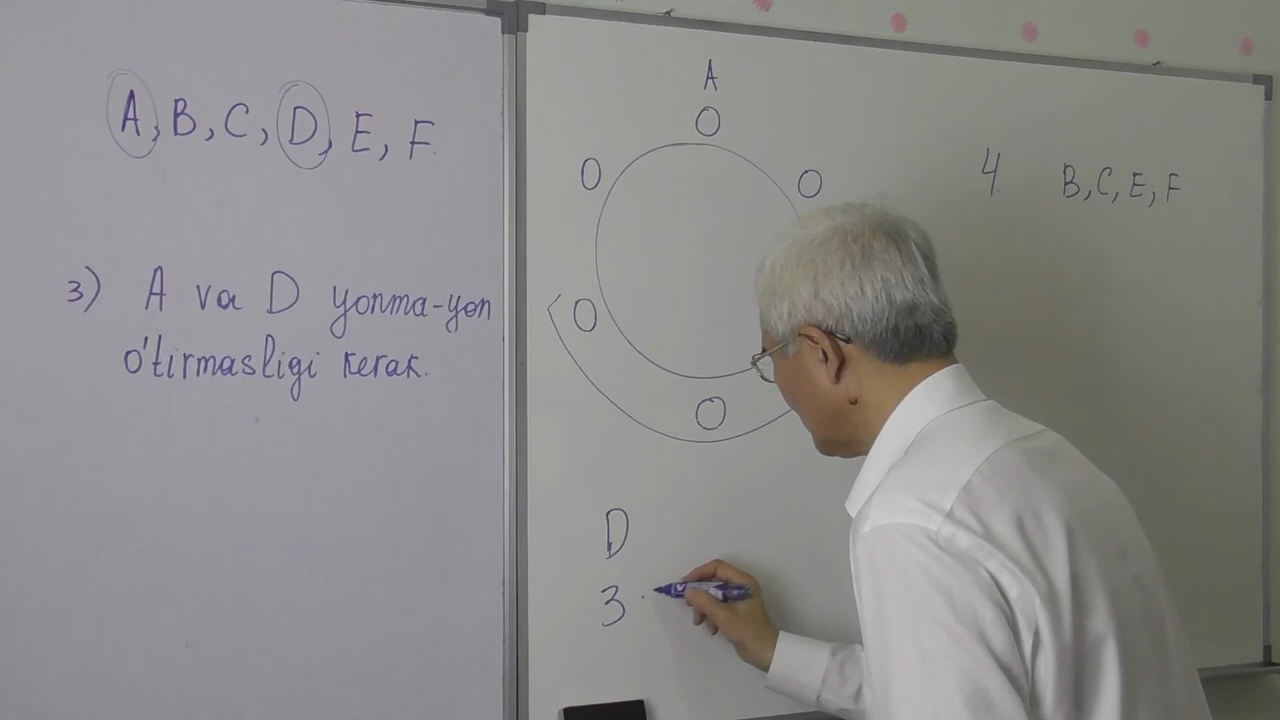 A, B, C, D, E, F.
3) A va D yonma-yon
o'tirmasligi kerak.
A
4 B, C, E, F
D
3 ·